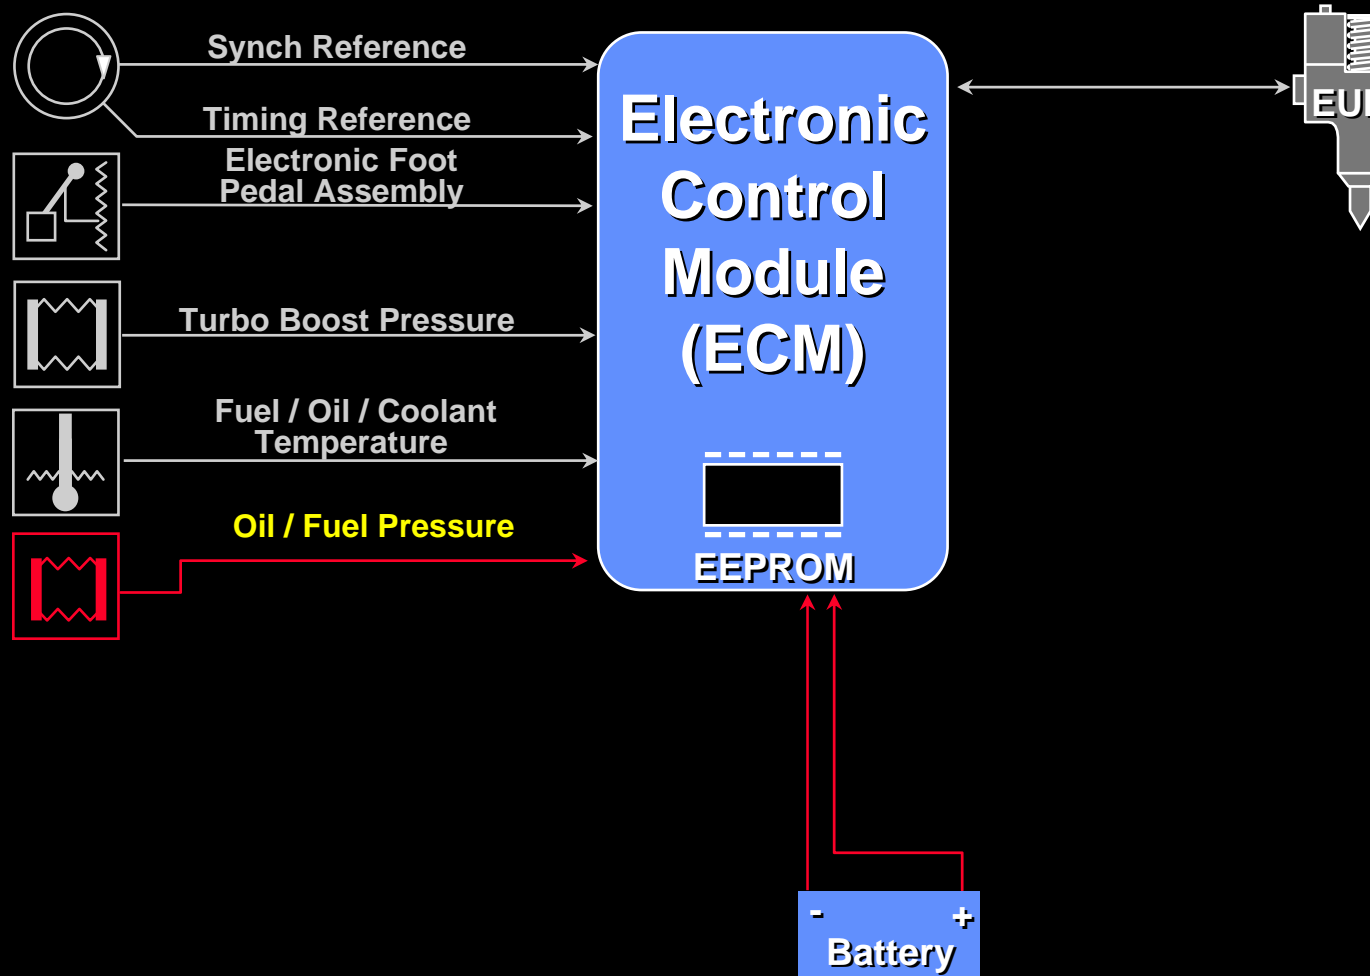 Synch Reference
Timing Reference
Electronic Foot
Pedal Assembly
Turbo Boost Pressure
Fuel / Oil / Coolant
Temperature
Oil / Fuel Pressure
Electronic
Control
Module
(ECM)
EEPROM
- +
Battery